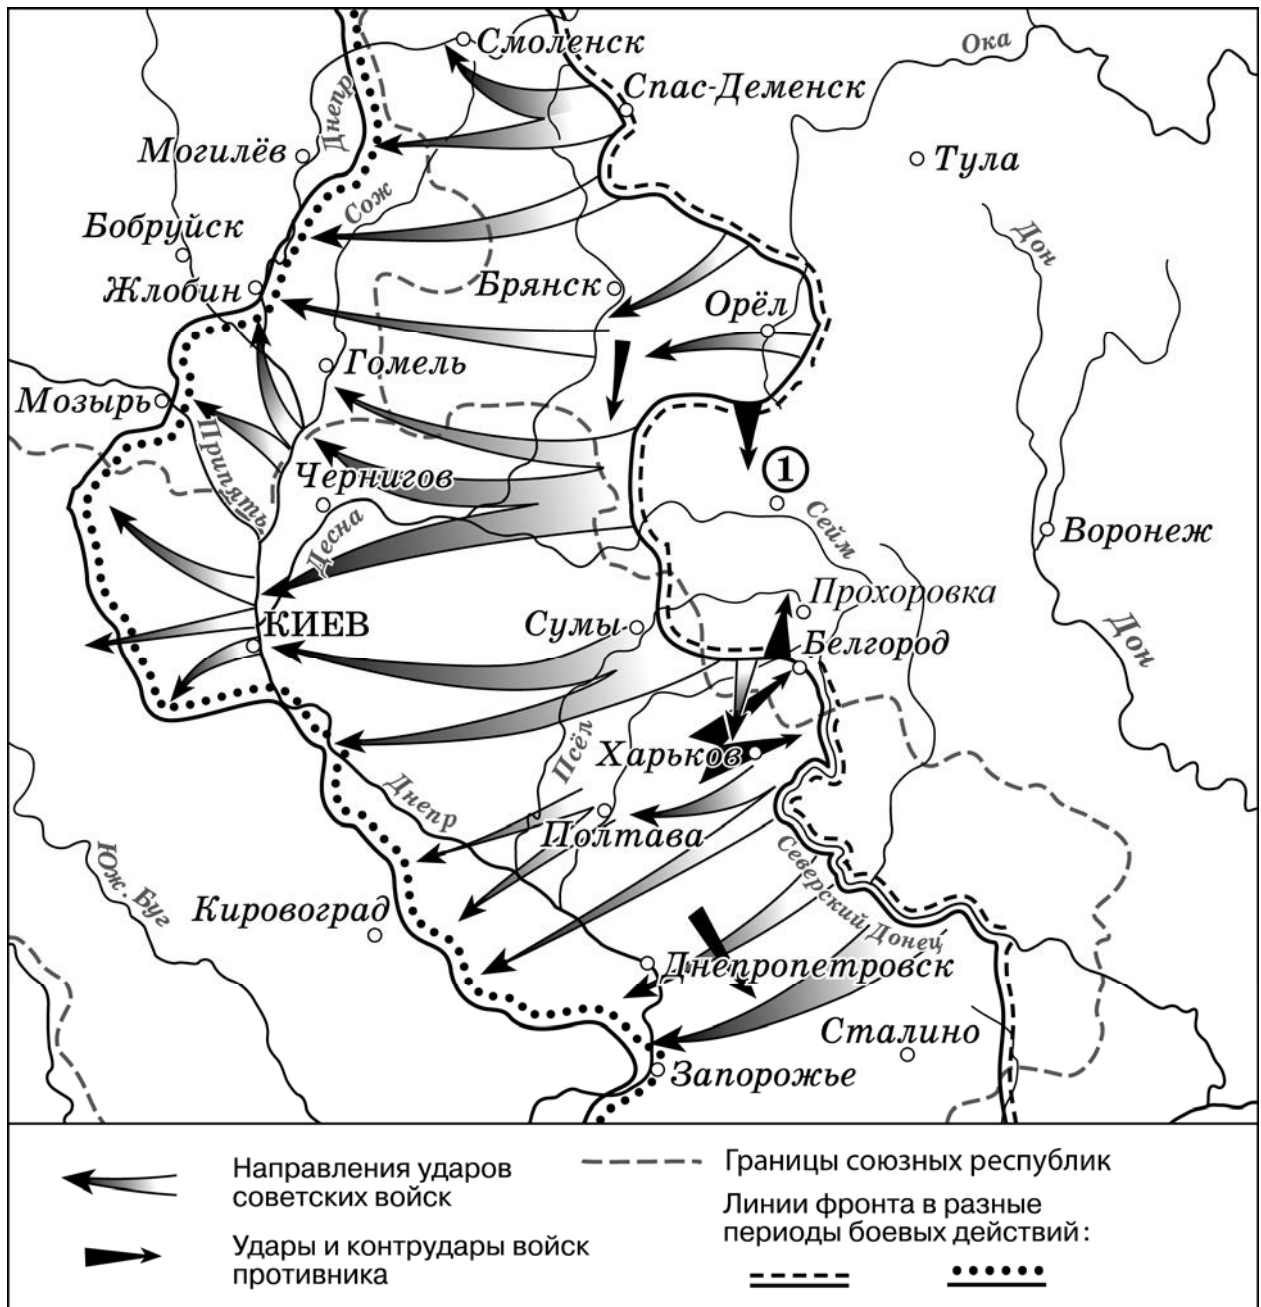 Смоленск
Ока
Спас-Деменск
Днепр
Могилёв
Тула
Сож
Бобруйск
Дон
Жлобин
Брянск
Орёл
Гомель
Мозырь
Припять
Чернигов
1
Десна
Сейм
Воронеж
Прохоровка
КИЕВ
Сумы
Белгород
Дон
Псёл
Харьков
Днепр
Полтава
Юж. Буг
Северский Донец
Кировоград
Днепропетровск
Сталино
Запорожье
Направления ударов
советских войск
Удары и контрудары войск
противника
Границы союзных республик
Линии фронта в разные
периоды боевых действий: